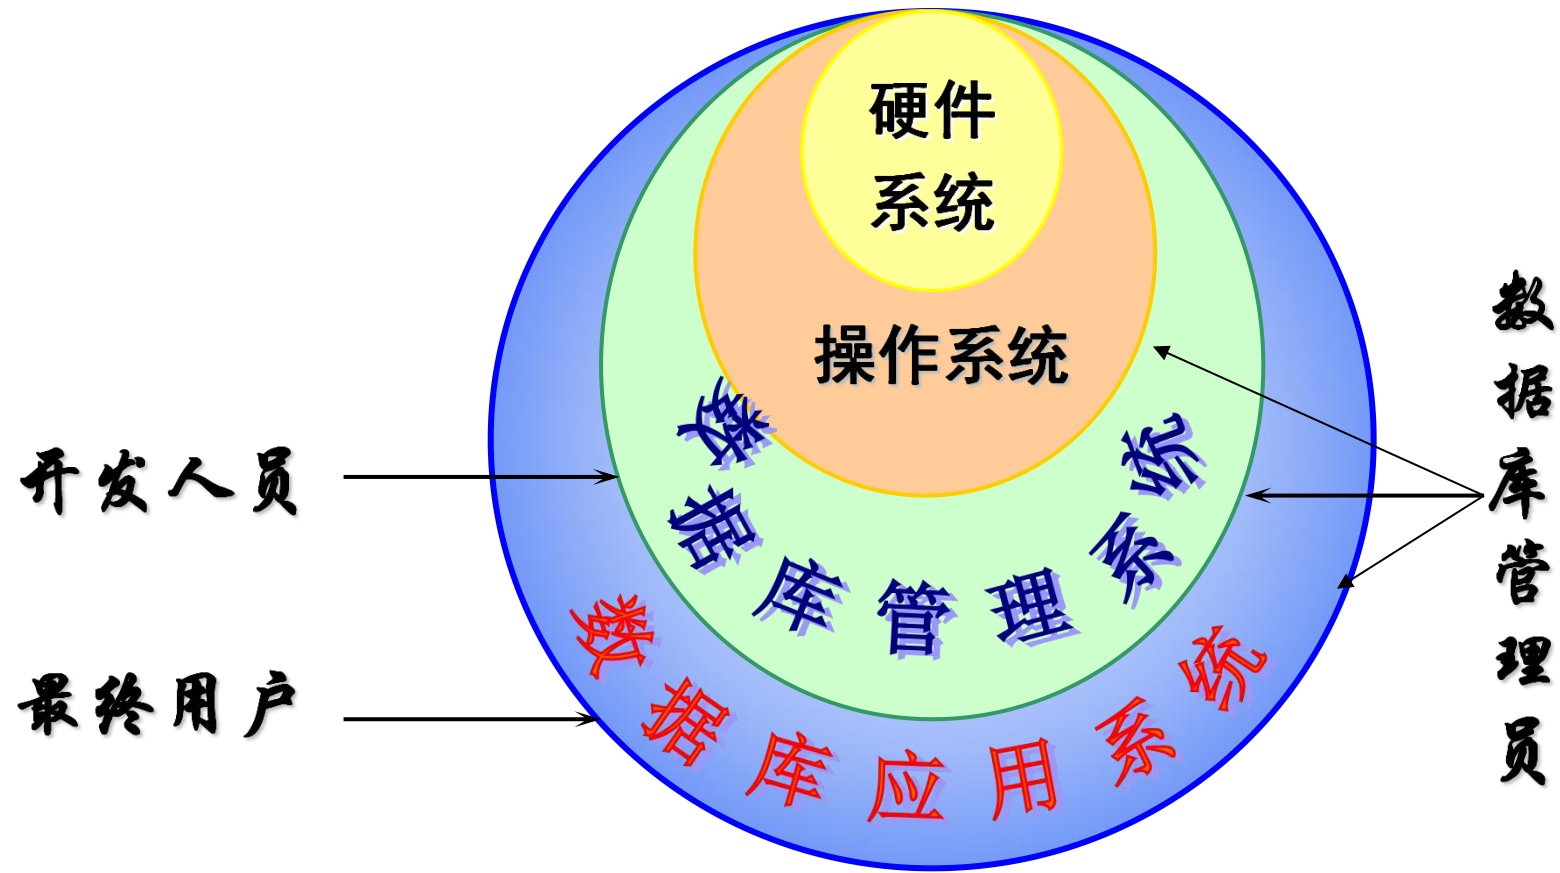 硬件
系统
操作系统
数据库管理系统
数据库应用系统
开发人员
最终用户
数据库管理员